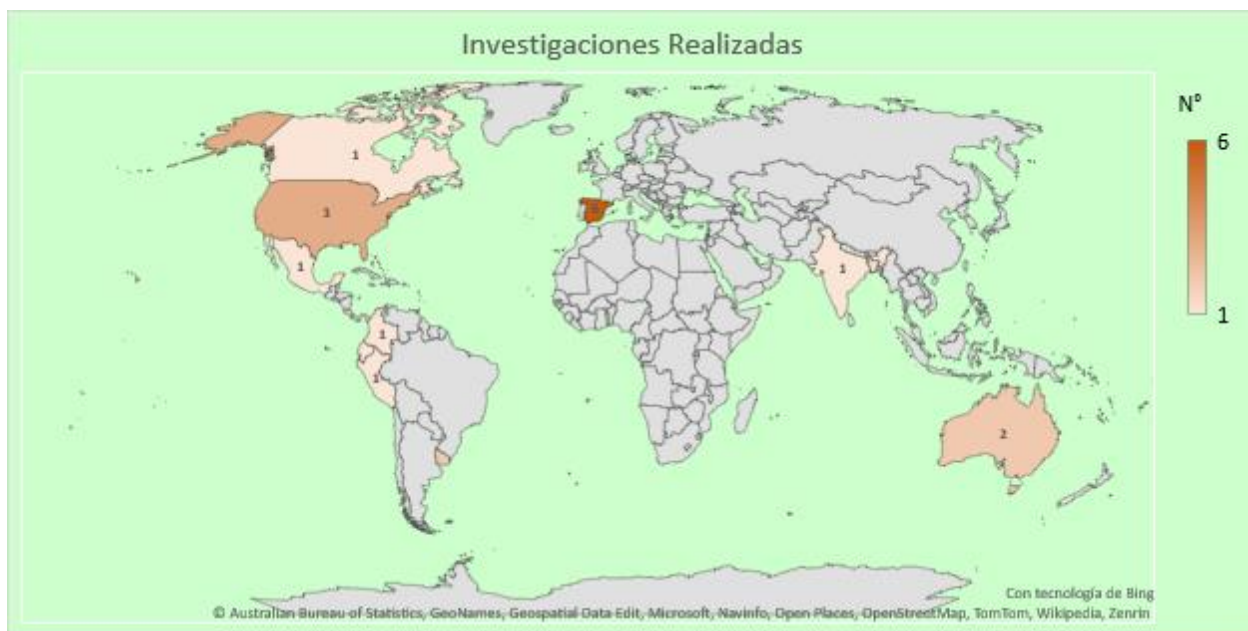 Investigaciones Realizadas
N°
6
1
1
3
1
1
1
1
2
Con tecnología de Bing
© Australian Bureau of Statistics, GeoNames, Geospatial Data Edit, Microsoft, Navinfo, Open Places, OpenStreetMap, TomTom, Wikipedia, Zenrin